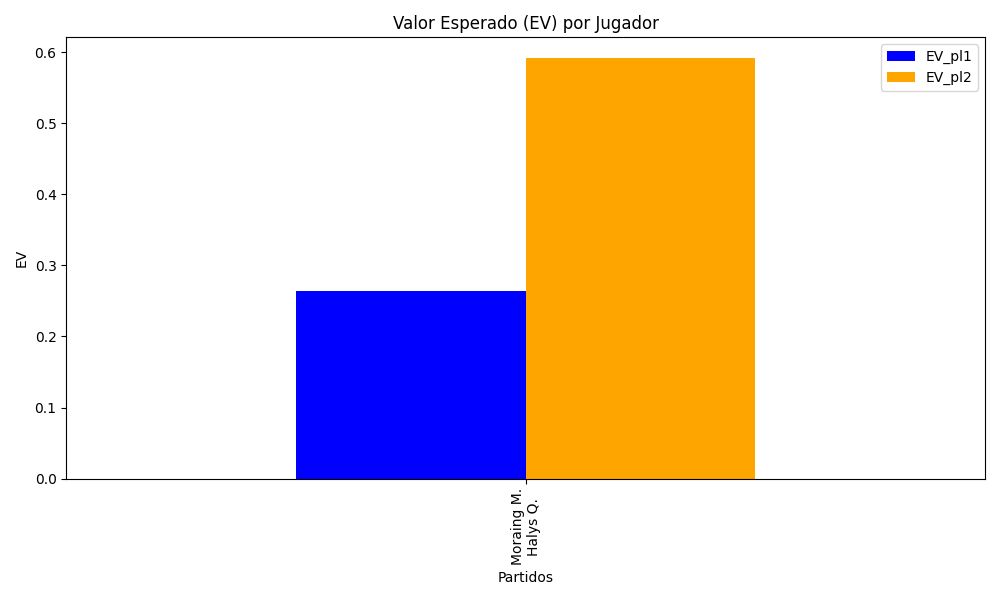 Valor Esperado (EV) por Jugador
EV_pl1
EV_pl2
EV
0.6
0.5
0.4
0.3
0.2
0.1
0.0
Moraing M.
Halys Q.
Partidos